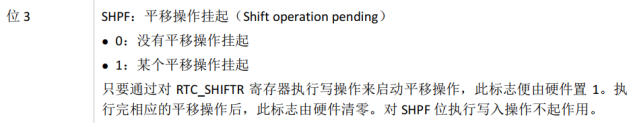 位 3 SHPF：平移操作挂起（Shift operation pending）
● 0：没有平移操作挂起
● 1：某个平移操作挂起
只要通过对 RTC_SHIFTR 寄存器执行写操作来启动平移操作，此标志便由硬件置 1。执
行完相应的平移操作后，此标志由硬件清零。对 SHPF 位执行写入操作不起作用。